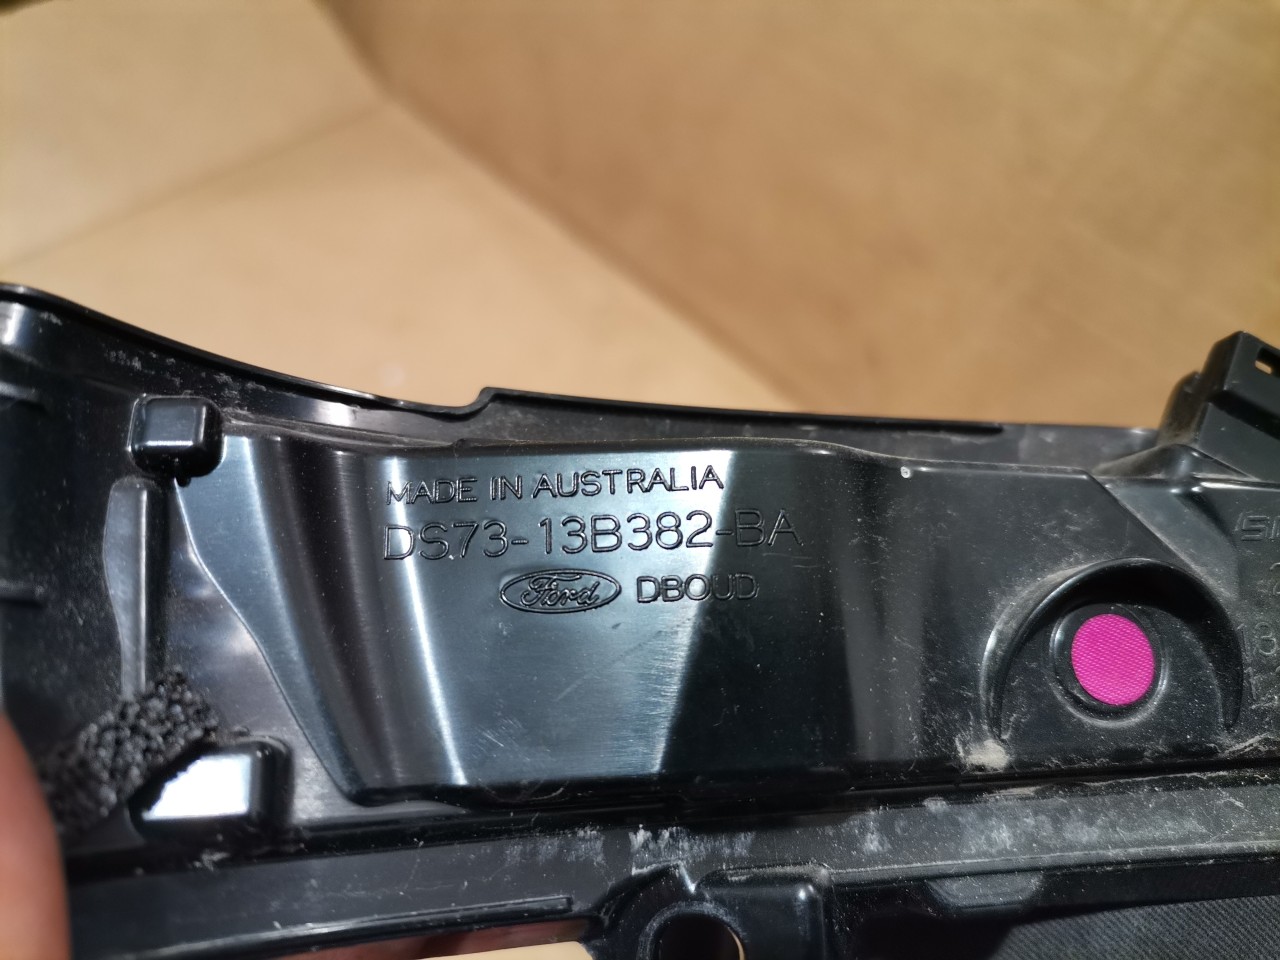 MADE IN AUSTRALIA
DS73-13B382-BA
Ford DBOUD